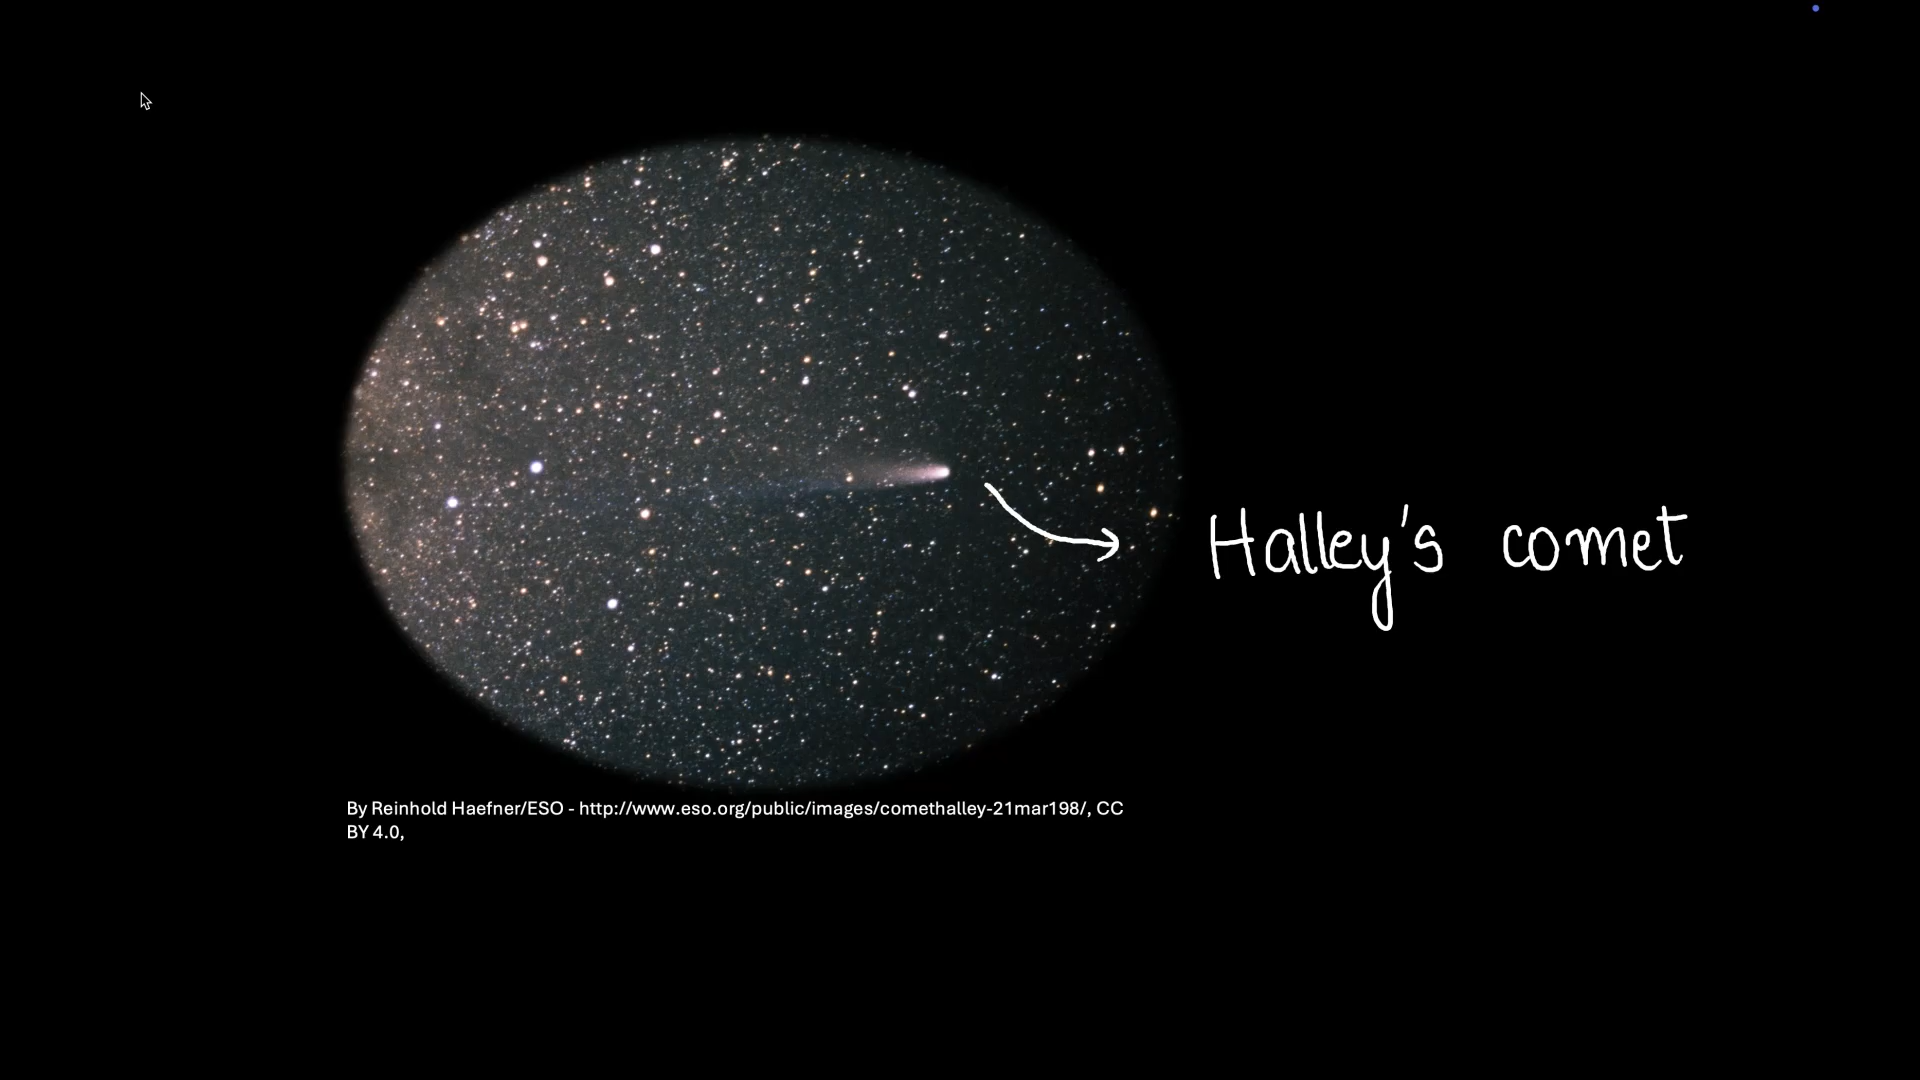 Halley's comet
By Reinhold Haefner/ESO - http://www.eso.org/public/images/comethalley-21mar198/, CC
BY 4.0,